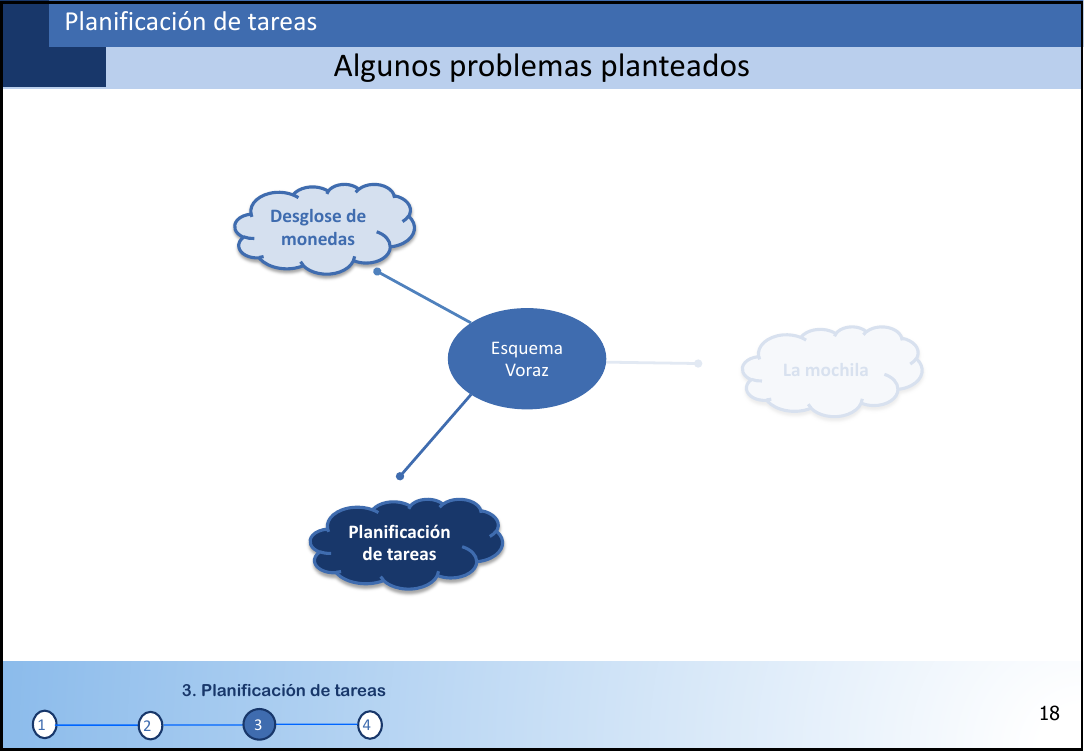 Planificación de tareas
Algunos problemas planteados
Desglose de
monedas
Esquema
Voraz
La mochila
Planificación
de tareas
3. Planificación de tareas
1
2
3
4
18